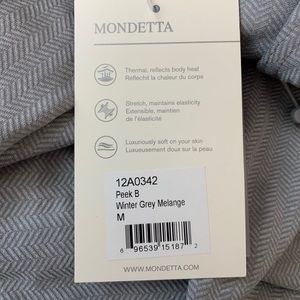 MONDETTA
Thermal, reflects body heat
Réfléchit la chaleur du corps
Stretch, maintains elasticity
Extensible, maintien
de l'élasticité
Luxuriously soft on your skin
Luxueusement doux sur la peau
12A0342
Peek B
Winter Grey Melange
M
6 96539 15187 2
WWW.MONDETTA.COM